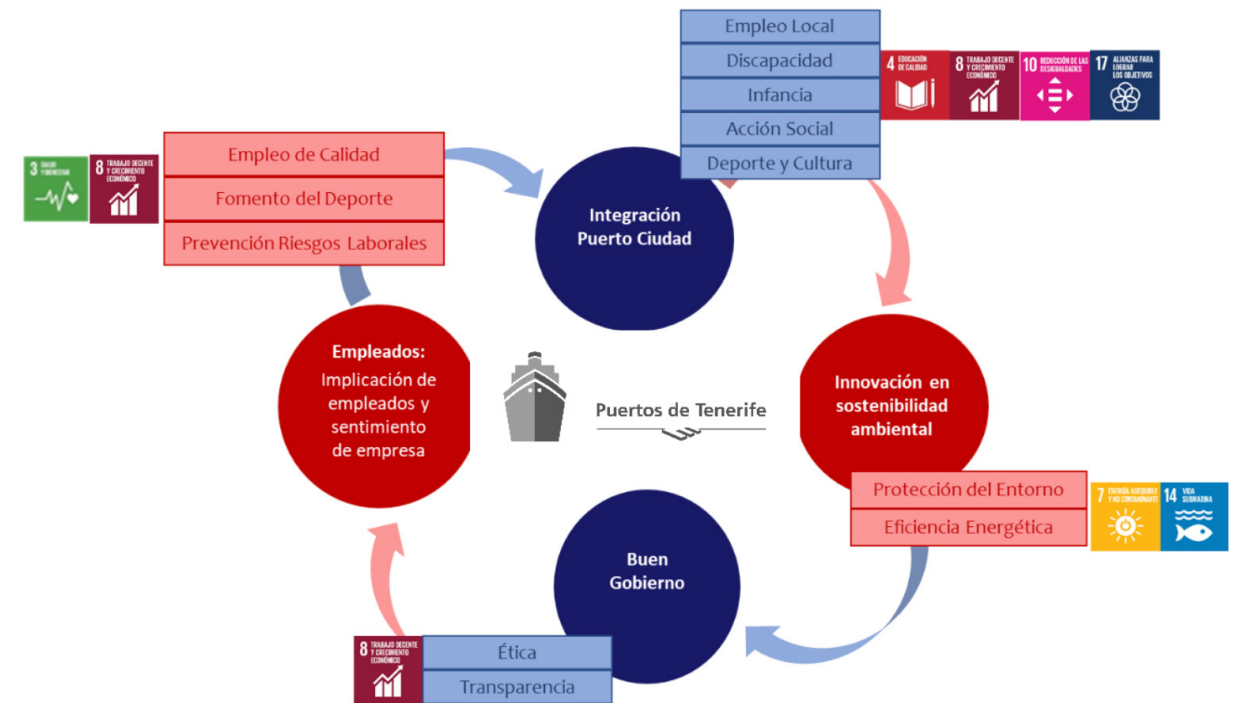 Empleo Local
Discapacidad
Infancia
Acción Social
Deporte y Cultura
4 EDUCACIÓN
DE CALIDAD
8 TRABAJO DECENTE
Y CRECIMIENTO
ECONÓMICO
10 REDUCCIÓN DE LAS
DESIGUALDADES
17 ALIANZAS PARA
LOGRAR
LOS OBJETIVOS
3 SALUD
Y BIENESTAR
8 TRABAJO DECENTE
Y CRECIMIENTO
ECONÓMICO
Empleo de Calidad
Fomento del Deporte
Prevención Riesgos Laborales
Integración
Puerto Ciudad
Empleados:
Implicación de
empleados y
sentimiento
de empresa
Puertos de Tenerife
Innovación en
sostenibilidad
ambiental
Protección del Entorno
Eficiencia Energética
7 ENERGÍA ASEQUIBLE
Y NO CONTAMINANTE
14 VIDA
SUBMARINA
Buen
Gobierno
8 TRABAJO DECENTE
Y CRECIMIENTO
ECONÓMICO
Ética
Transparencia